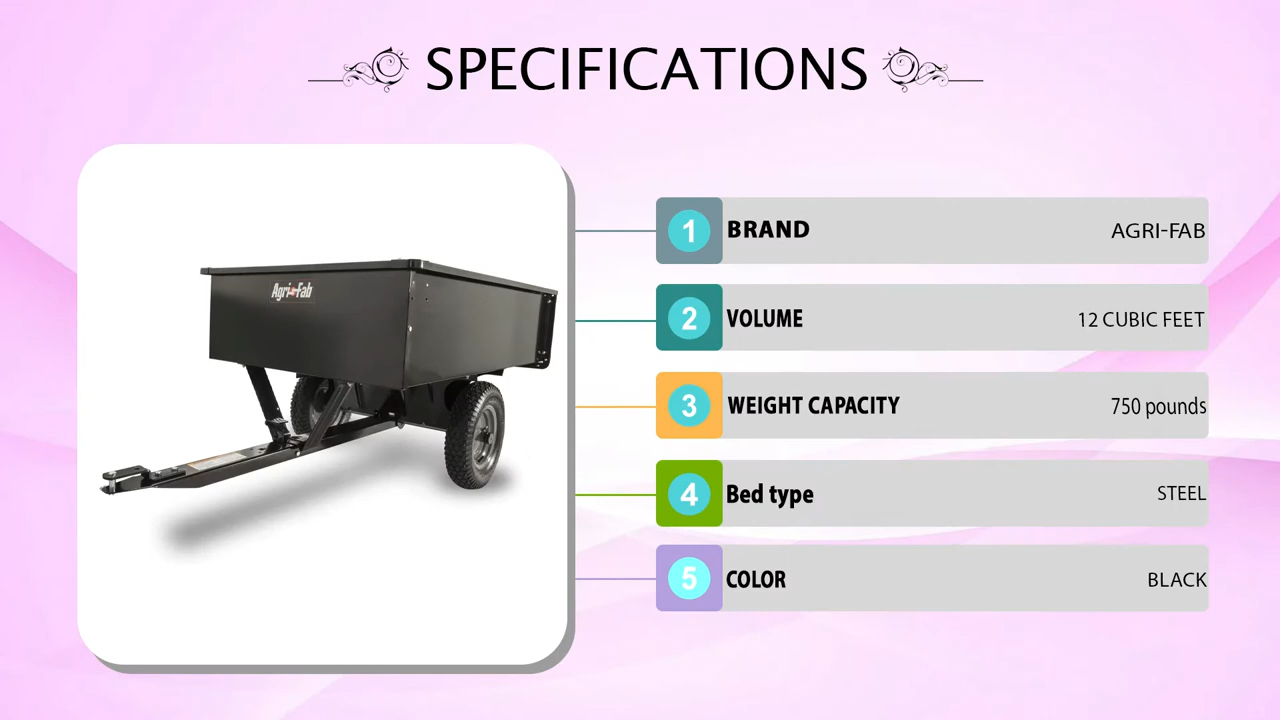 SPECIFICATIONS
Agri-Fab
1 BRAND AGRI-FAB
2 VOLUME 12 CUBIC FEET
3 WEIGHT CAPACITY 750 pounds
4 Bed type STEEL
5 COLOR BLACK